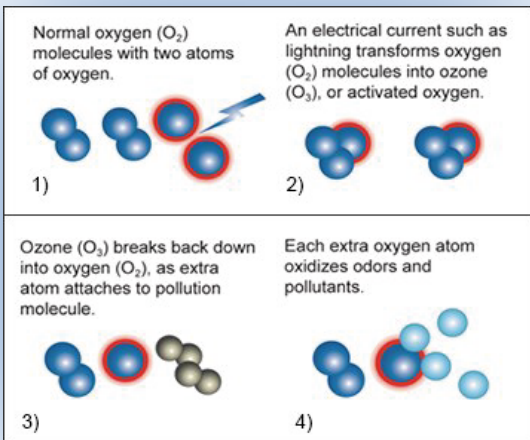 Normal oxygen (O₂)
molecules with two atoms
of oxygen.
1)
An electrical current such as
lightning transforms oxygen
(O₂) molecules into ozone
(O₃), or activated oxygen.
2)
Ozone (O₃) breaks back down
into oxygen (O₂), as extra
atom attaches to pollution
molecule.
3)
Each extra oxygen atom
oxidizes odors and
pollutants.
4)